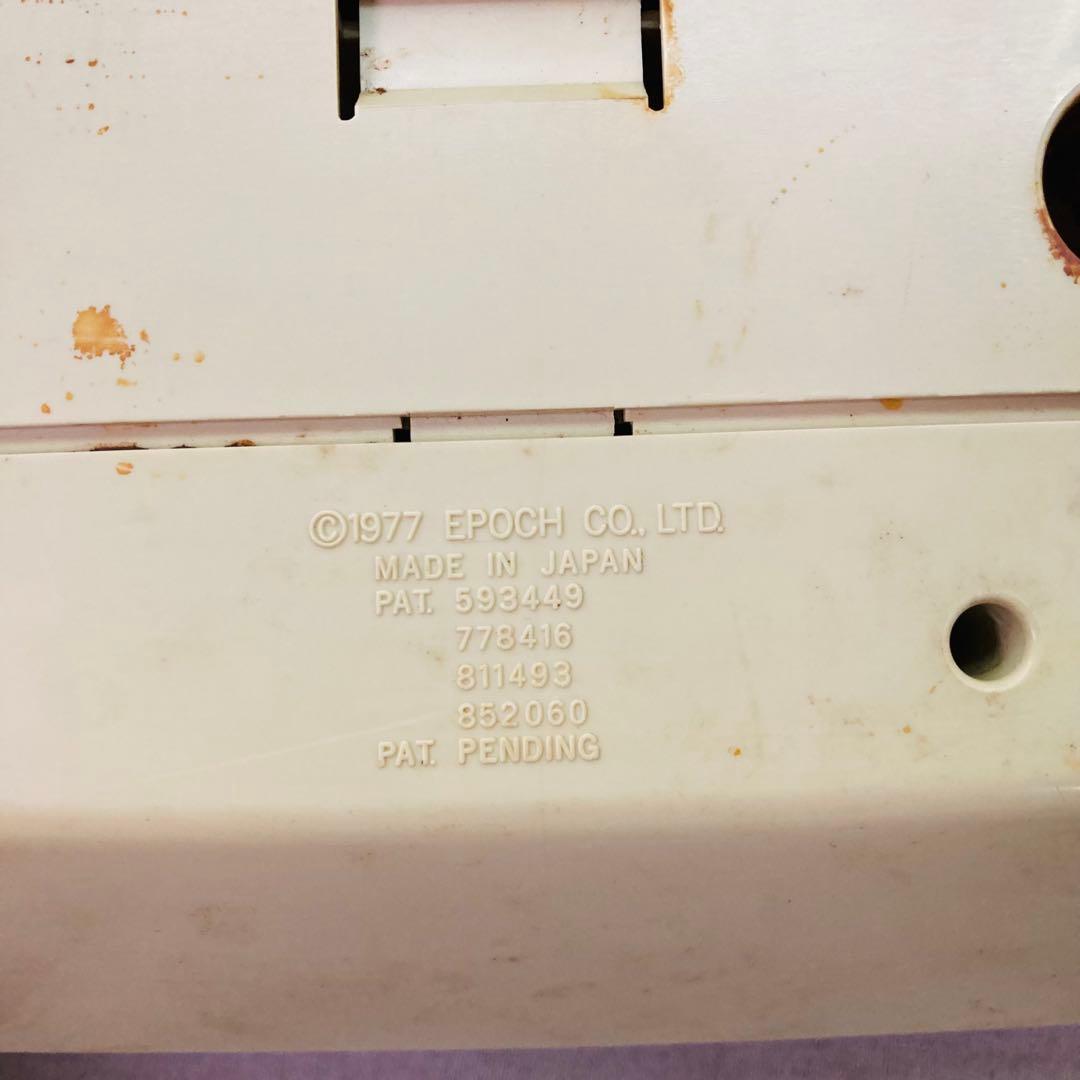 ©1977 EPOCH CO., LTD.
MADE IN JAPAN
PAT. 593449
778416
811493
852060
PAT. PENDING